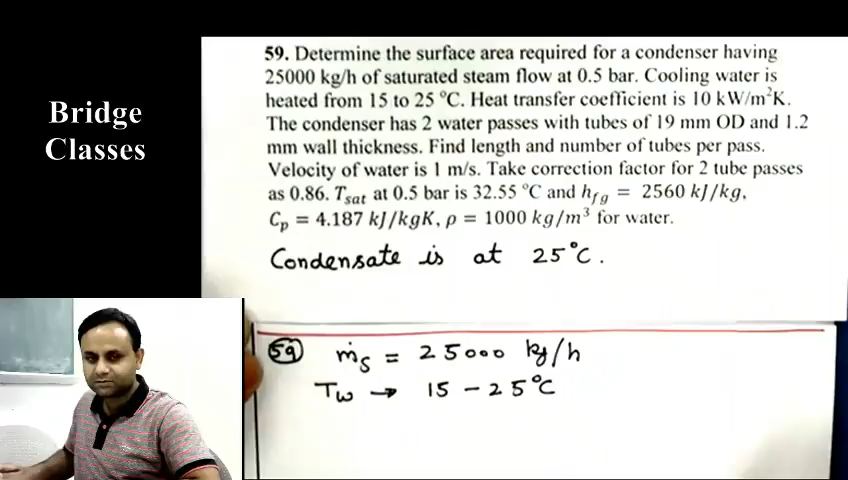 Bridge
Classes
59. Determine the surface area required for a condenser having
25000 kg/h of saturated steam flow at 0.5 bar. Cooling water is
heated from 15 to 25 °C. Heat transfer coefficient is 10 kW/m²K.
The condenser has 2 water passes with tubes of 19 mm OD and 1.2
mm wall thickness. Find length and number of tubes per pass.
Velocity of water is 1 m/s. Take correction factor for 2 tube passes
as 0.86. T_sat at 0.5 bar is 32.55 °C and h_fg = 2560 kJ//kg,
C_p = 4.187 kJ/kgK, ρ = 1000 kg/m³ for water.
Condensate is at 25°C.
59 ṁ_s = 25000 kg/h
T_w → 15 – 25°C